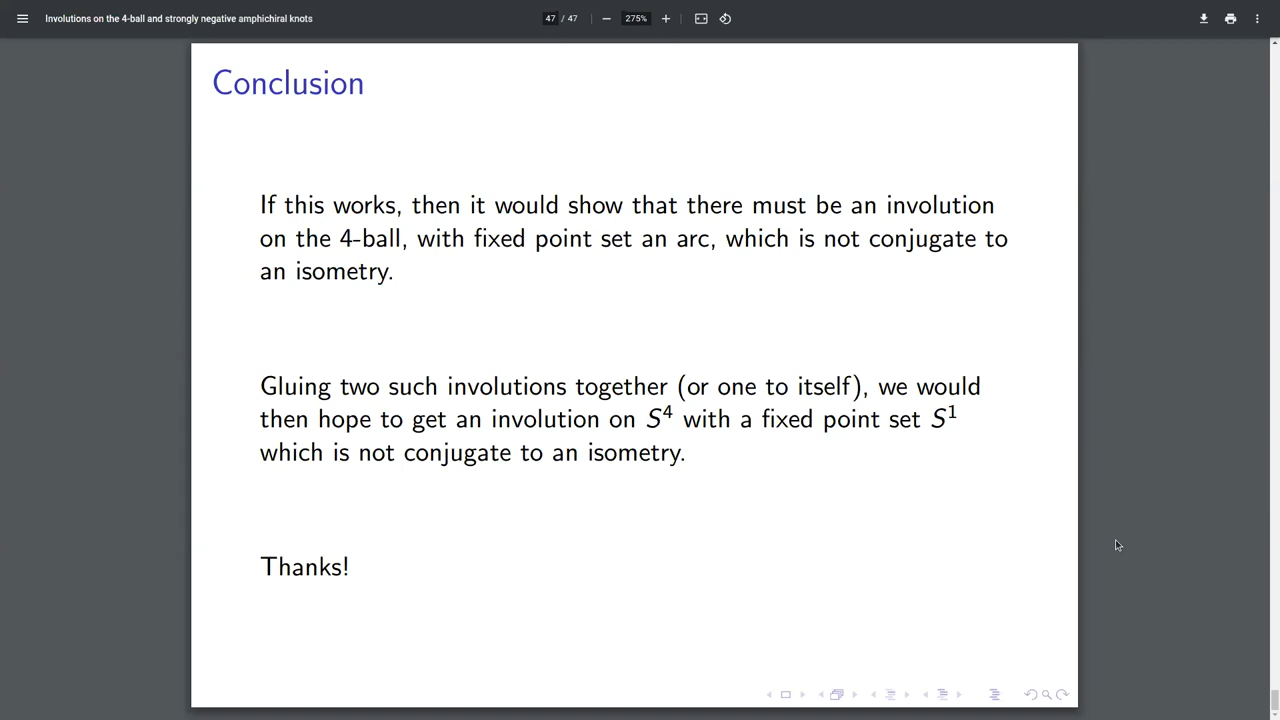 Involutions on the 4-ball and strongly negative amphichiral knots
47 / 47
275%
Conclusion
If this works, then it would show that there must be an involution
on the 4-ball, with fixed point set an arc, which is not conjugate to
an isometry.
Gluing two such involutions together (or one to itself), we would
then hope to get an involution on S⁴ with a fixed point set S¹
which is not conjugate to an isometry.
Thanks!